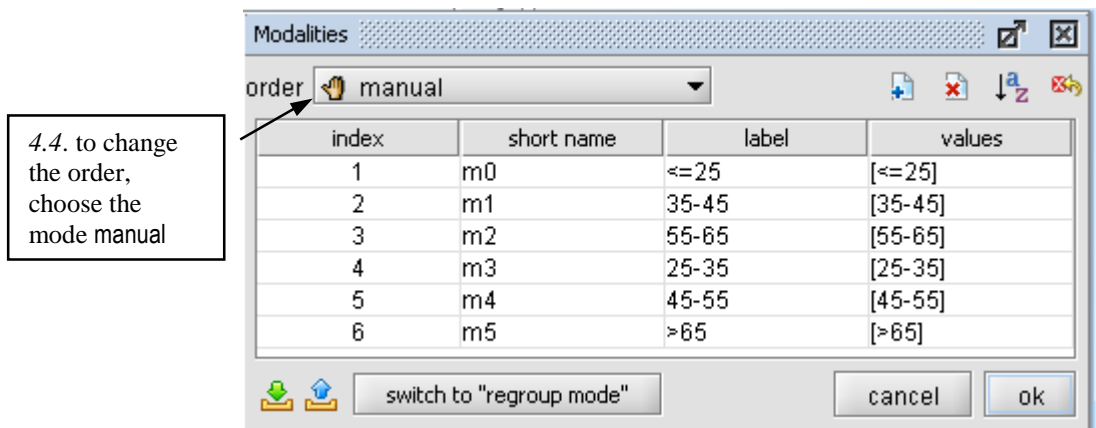 Modalities
order manual
4.4. to change
the order,
choose the
mode manual
index short name label values
1 m0 <=25 [<=25]
2 m1 35-45 [35-45]
3 m2 55-65 [55-65]
4 m3 25-35 [25-35]
5 m4 45-55 [45-55]
6 m5 >65 [>65]
switch to "regroup mode" cancel ok